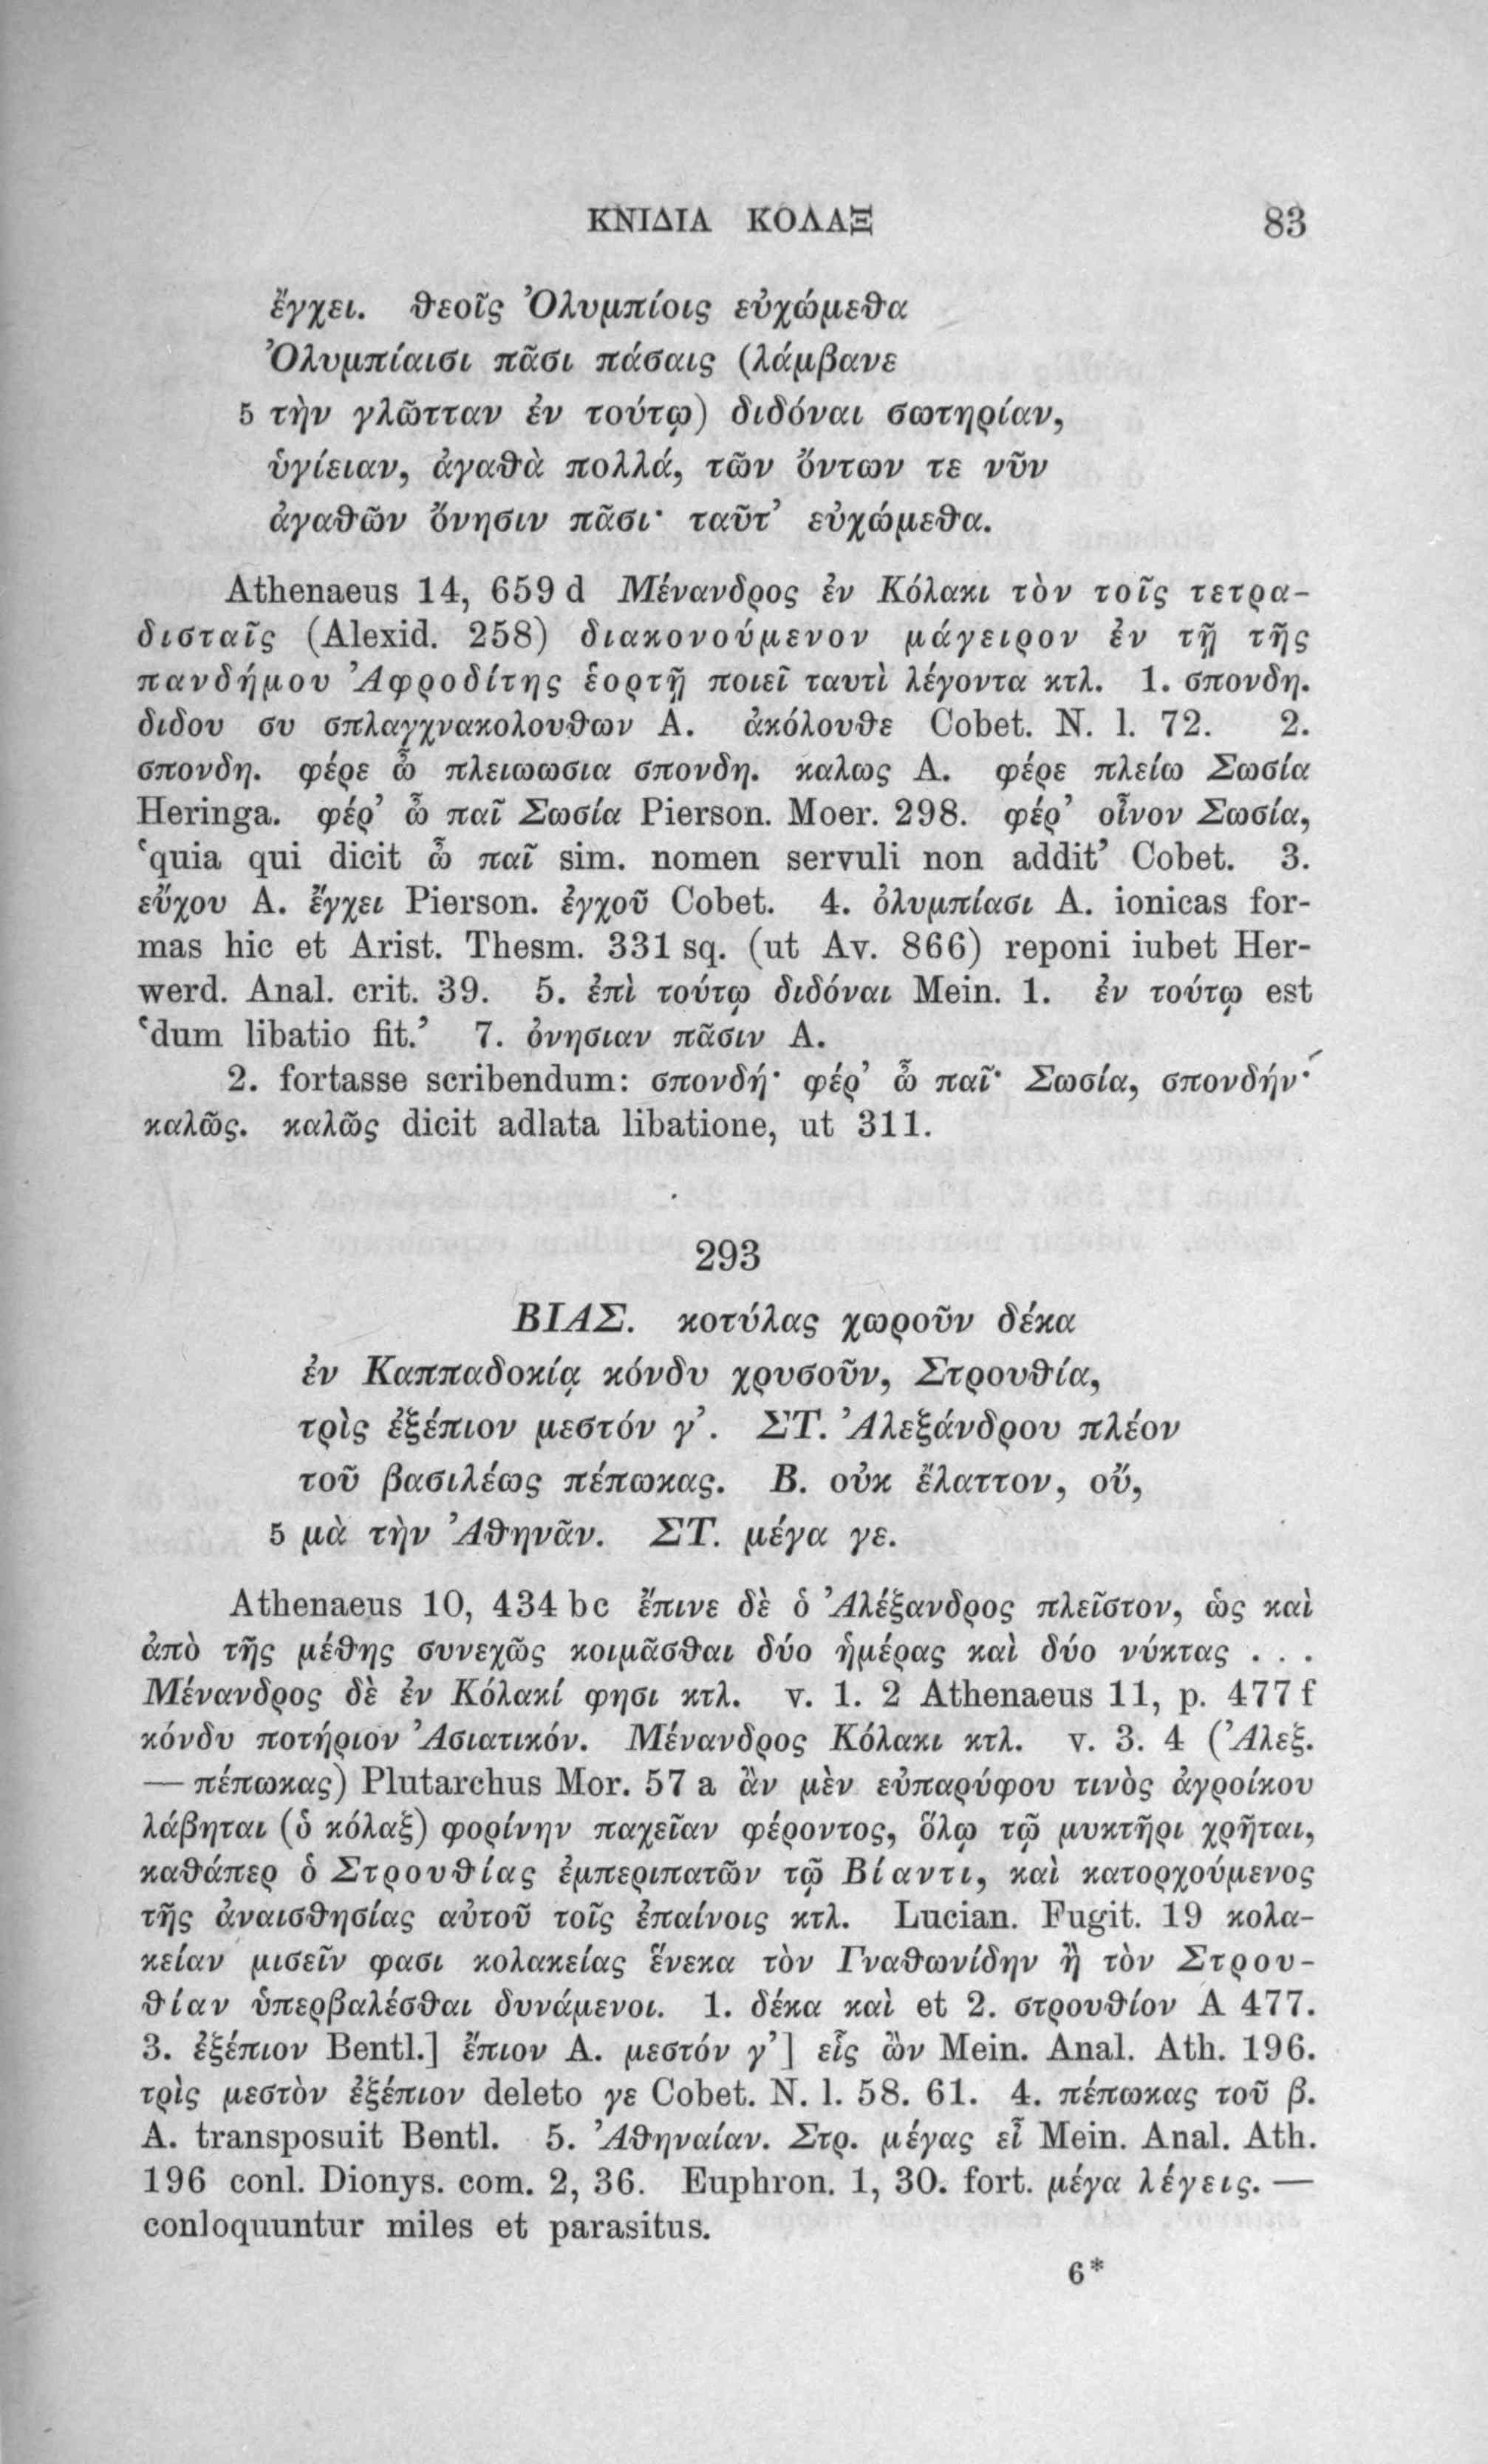 ΚΝΙΔΙΑ ΚΟΛΑΞ 83
ἔγχει. θεοῖς Ὀλυμπίοις εὐχώμεθα
Ὀλυμπίαισι πᾶσι πάσαις (λάμβανε
5 τὴν γλῶτταν ἐν τούτῳ) διδόναι σωτηρίαν,
ὑγίειαν, ἀγαθὰ πολλά, τῶν ὄντων τε νῦν
ἀγαθῶν ὄνησιν πᾶσι· ταῦτ’ εὐχώμεθα.
Athenaeus 14, 659 d Μένανδρος ἐν Κόλακι τὸν τοῖς τετρα-
δισταῖς (Alexid. 258) διακονούμενον μάγειρον ἐν τῇ τῆς
πανδήμου Ἀφροδίτης ἑορτῇ ποιεῖ ταυτὶ λέγοντα κτλ. 1. σπονδη.
διδου συ σπλαγχνακολουθων A. ἀκόλουθε Cobet. N. l. 72. 2.
σπονδη. φέρε ὦ πλειωωσια σπονδη. καλως A. φέρε πλείω Σωσία
Heringa. φέρ’ ὦ παῖ Σωσία Pierson. Moer. 298. φέρ’ οἶνον Σωσία,
‘quia qui dicit ὦ παῖ sim. nomen servuli non addit’ Cobet. 3.
εὔχου A. ἔγχει Pierson. ἐγχοῦ Cobet. 4. ὀλυμπίασι A. ionicas for-
mas hic et Arist. Thesm. 331 sq. (ut Av. 866) reponi iubet Her-
werd. Anal. crit. 39. 5. ἐπὶ τούτῳ διδόναι Mein. 1. ἐν τούτῳ est
‘dum libatio fit.’ 7. ὀνησιαν πᾶσιν A.
2. fortasse scribendum: σπονδή· φέρ’ ὦ παῖ· Σωσία, σπονδήν·
καλῶς. καλῶς dicit adlata libatione, ut 311.
293
ΒΙΑΣ. κοτύλας χωροῦν δέκα
ἐν Καππαδοκίᾳ κόνδυ χρυσοῦν, Στρουθία,
τρὶς ἐξέπιον μεστόν γ’. ΣΤ. Ἀλεξάνδρου πλέον
τοῦ βασιλέως πέπωκας. Β. οὐκ ἔλαττον, οὔ,
5 μὰ τὴν Ἀθηνᾶν. ΣΤ. μέγα γε.
Athenaeus 10, 434 bc ἔπινε δὲ ὁ Ἀλέξανδρος πλεῖστον, ὡς καὶ
ἀπὸ τῆς μέθης συνεχῶς κοιμᾶσθαι δύο ἡμέρας καὶ δύο νύκτας . . .
Μένανδρος δὲ ἐν Κόλακί φησι κτλ. v. 1. 2 Athenaeus 11, p. 477 f
κόνδυ ποτήριον Ἀσιατικόν. Μένανδρος Κόλακι κτλ. v. 3. 4 (Ἀλεξ.
— πέπωκας) Plutarchus Mor. 57 a ἂν μὲν εὐπαρύφου τινὸς ἀγροίκου
λάβηται (ὁ κόλαξ) φορίνην παχεῖαν φέροντος, ὅλῳ τῷ μυκτῆρι χρῆται,
καθάπερ ὁ Στρουθίας ἐμπεριπατῶν τῷ Βίαντι, καὶ κατορχούμενος
τῆς ἀναισθησίας αὐτοῦ τοῖς ἐπαίνοις κτλ. Lucian. Fugit. 19 κολα-
κείαν μισεῖν φασι κολακείας ἕνεκα τὸν Γναθωνίδην ἢ τὸν Στρου-
θίαν ὑπερβαλέσθαι δυνάμενοι. 1. δέκα καὶ et 2. στρουθίον A 477.
3. ἐξέπιον Bentl.] ἔπιον A. μεστόν γ’] εἷς ὢν Mein. Anal. Ath. 196.
τρὶς μεστὸν ἐξέπιον deleto γε Cobet. N. l. 58. 61. 4. πέπωκας τοῦ β.
A. transposuit Bentl. 5. Ἀθηναίαν. Στρ. μέγας εἶ Mein. Anal. Ath.
196 conl. Dionys. com. 2, 36. Euphron. 1, 30. fort. μέγα λέγεις. —
conloquuntur miles et parasitus.
6*